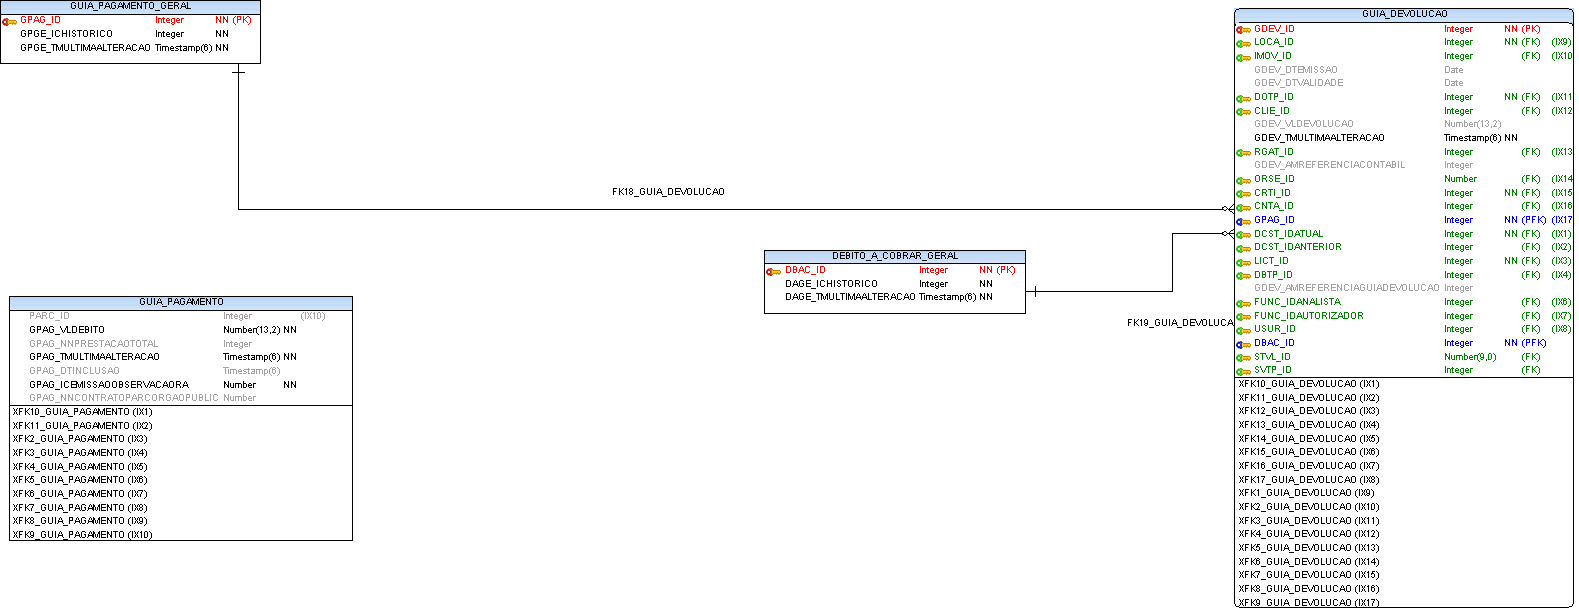 GUIA_PAGAMENTO_GERAL
GPAG_ID Integer NN (PK)
GPGE_ICHISTORICO Integer NN
GPGE_TMULTIMAALTERACAO Timestamp(6) NN
FK18_GUIA_DEVOLUCAO
GUIA_PAGAMENTO
PARC_ID Integer (IX10)
GPAG_VLDEBITO Number(13,2) NN
GPAG_NNPRESTACAOTOTAL Integer
GPAG_TMULTIMAALTERACAO Timestamp(6) NN
GPAG_DTINCLUSAO Timestamp(6)
GPAG_ICEMISSAOOBSERVACAORA Number NN
GPAG_NNCONTRATOPARCORGAOPUBLIC Number
XFK10_GUIA_PAGAMENTO (IX1)
XFK11_GUIA_PAGAMENTO (IX2)
XFK2_GUIA_PAGAMENTO (IX3)
XFK3_GUIA_PAGAMENTO (IX4)
XFK4_GUIA_PAGAMENTO (IX5)
XFK5_GUIA_PAGAMENTO (IX6)
XFK6_GUIA_PAGAMENTO (IX7)
XFK7_GUIA_PAGAMENTO (IX8)
XFK8_GUIA_PAGAMENTO (IX9)
XFK9_GUIA_PAGAMENTO (IX10)
DEBITO_A_COBRAR_GERAL
DBAC_ID Integer NN (PK)
DAGE_ICHISTORICO Integer NN
DAGE_TMULTIMAALTERACAO Timestamp(6) NN
FK19_GUIA_DEVOLUCA
GUIA_DEVOLUCAO
GDEV_ID Integer NN (PK)
LOCA_ID Integer NN (FK) (IX9)
IMOV_ID Integer (FK) (IX10
GDEV_DTEMISSAO Date
GDEV_DTVALIDADE Date
DOTP_ID Integer NN (FK) (IX11
CLIE_ID Integer (FK) (IX12
GDEV_VLDEVOLUCAO Number(13,2)
GDEV_TMULTIMAALTERACAO Timestamp(6) NN
RGAT_ID Integer (FK) (IX13
GDEV_AMREFERENCIACONTABIL Integer
ORSE_ID Number (FK) (IX14
CRTI_ID Integer NN (FK) (IX15
CNTA_ID Integer (FK) (IX16
GPAG_ID Integer NN (PFK) (IX17
DCST_IDATUAL Integer NN (FK) (IX1)
DCST_IDANTERIOR Integer (FK) (IX2)
LICT_ID Integer NN (FK) (IX3)
DBTP_ID Integer (FK) (IX4)
GDEV_AMREFERENCIAGUIADEVOLUCAO Integer
FUNC_IDANALISTA Integer (FK) (IX6)
FUNC_IDAUTORIZADOR Integer (FK) (IX7)
USUR_ID Integer (FK) (IX8)
DBAC_ID Integer NN (PFK)
STVL_ID Number(9,0) (FK)
SVTP_ID Integer (FK)
XFK10_GUIA_DEVOLUCAO (IX1)
XFK11_GUIA_DEVOLUCAO (IX2)
XFK12_GUIA_DEVOLUCAO (IX3)
XFK13_GUIA_DEVOLUCAO (IX4)
XFK14_GUIA_DEVOLUCAO (IX5)
XFK15_GUIA_DEVOLUCAO (IX6)
XFK16_GUIA_DEVOLUCAO (IX7)
XFK17_GUIA_DEVOLUCAO (IX8)
XFK1_GUIA_DEVOLUCAO (IX9)
XFK2_GUIA_DEVOLUCAO (IX10)
XFK3_GUIA_DEVOLUCAO (IX11)
XFK4_GUIA_DEVOLUCAO (IX12)
XFK5_GUIA_DEVOLUCAO (IX13)
XFK6_GUIA_DEVOLUCAO (IX14)
XFK7_GUIA_DEVOLUCAO (IX15)
XFK8_GUIA_DEVOLUCAO (IX16)
XFK9_GUIA_DEVOLUCAO (IX17)